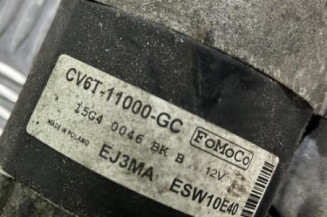 CV6T-11000-GC
FoMoCo
15G4 0046 BK B 12V
MADE IN POLAND
EJ3MA ESW10E40